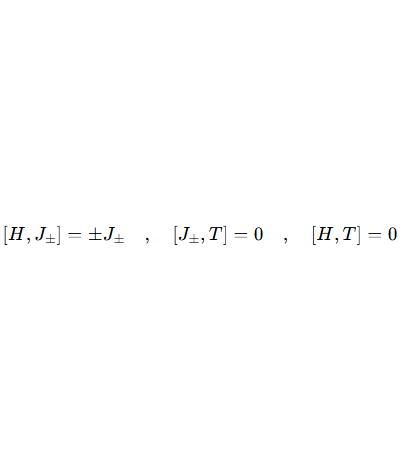 [H, J±] = ±J± , [J±, T] = 0 , [H, T] = 0